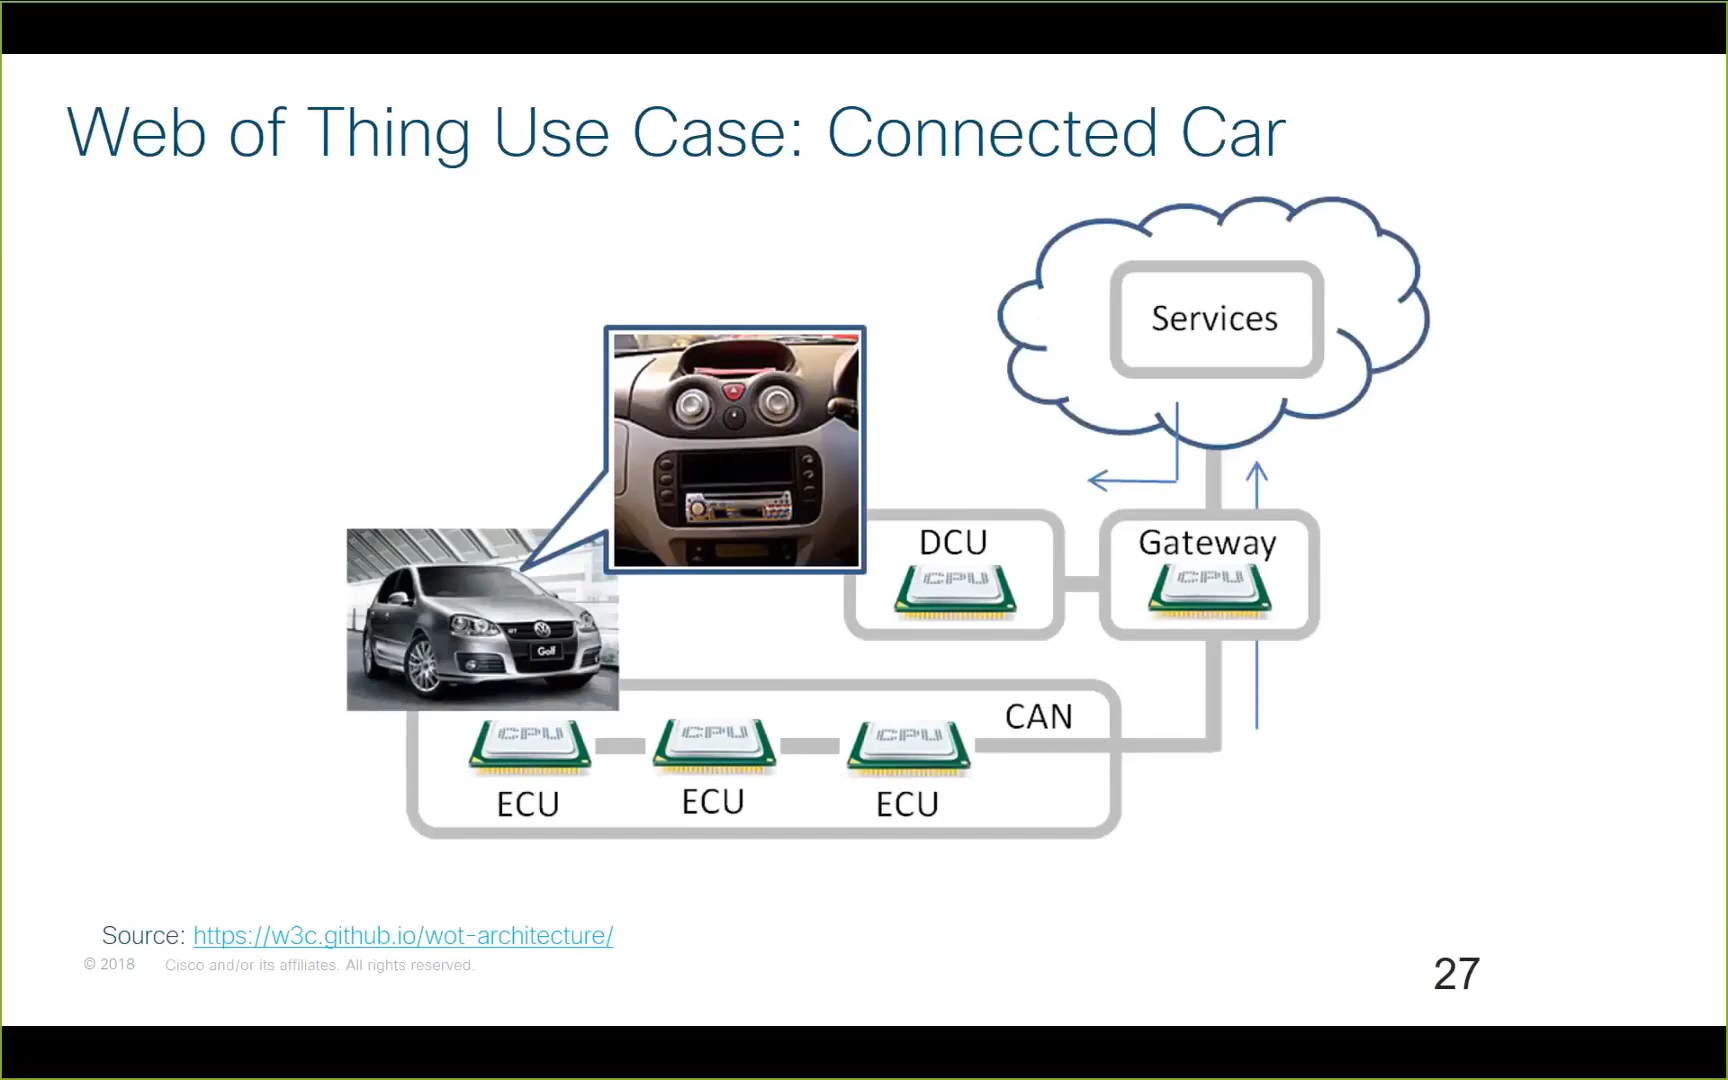 Web of Thing Use Case: Connected Car
Services
DCU
CPU
Gateway
CPU
GT
Golf
CAN
CPU
CPU
CPU
ECU
ECU
ECU
Source: https://w3c.github.io/wot-architecture/
© 2018 Cisco and/or its affiliates. All rights reserved.
27